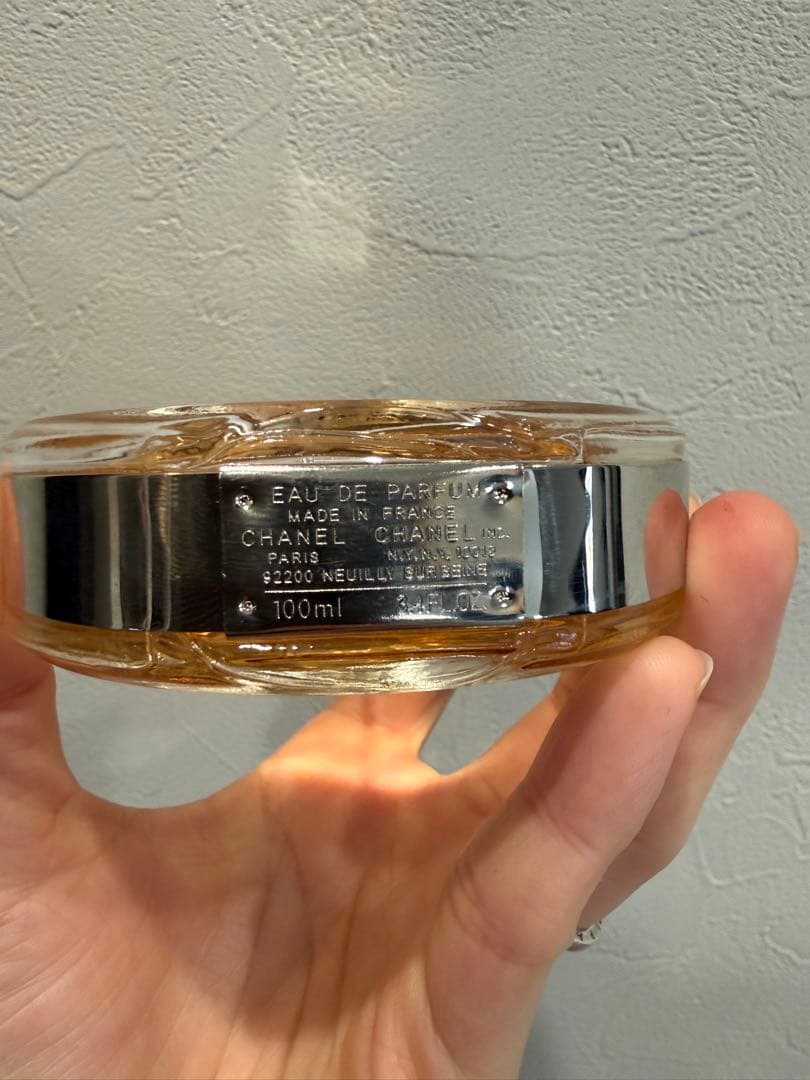 EAU DE PARFUM
MADE IN FRANCE
CHANEL CHANEL INC.
PARIS N.Y.N.Y. 10019
92200 NEUILLY SUR SEINE
100ml 3.4FL.OZ.